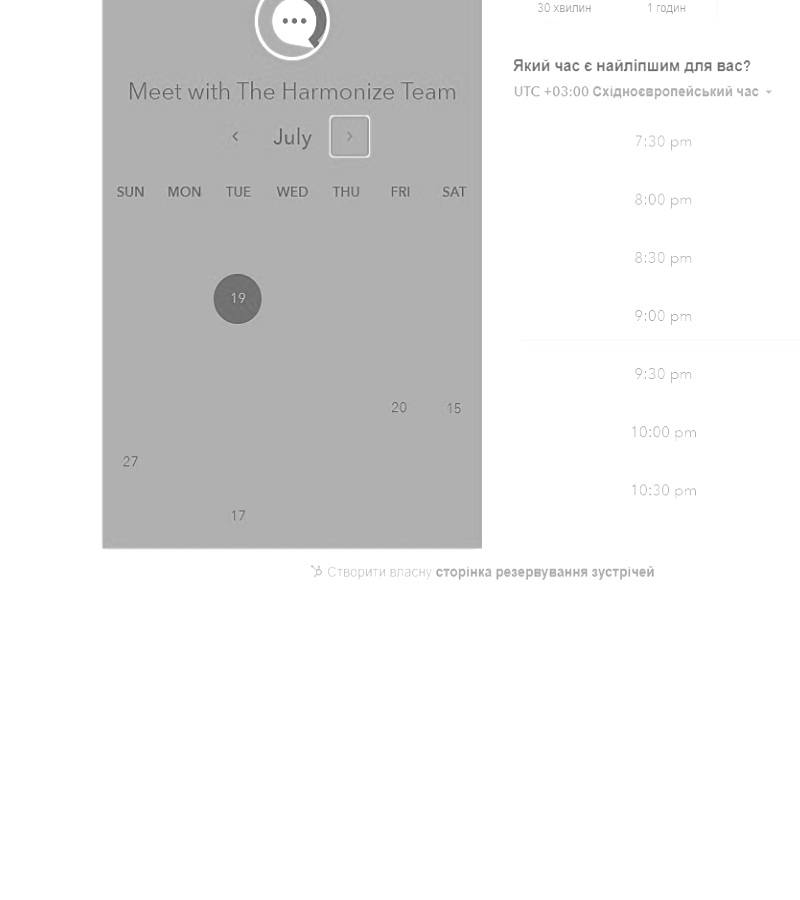 30 хвилин 1 годин
Meet with The Harmonize Team
July
SUN MON TUE WED THU FRI SAT
19
20 15
27
17
Який час є найліпшим для вас?
UTC +03:00 Східноєвропейський час
7:30 pm
8:00 pm
8:30 pm
9:00 pm
9:30 pm
10:00 pm
10:30 pm
Створити власну сторінка резервування зустрічей